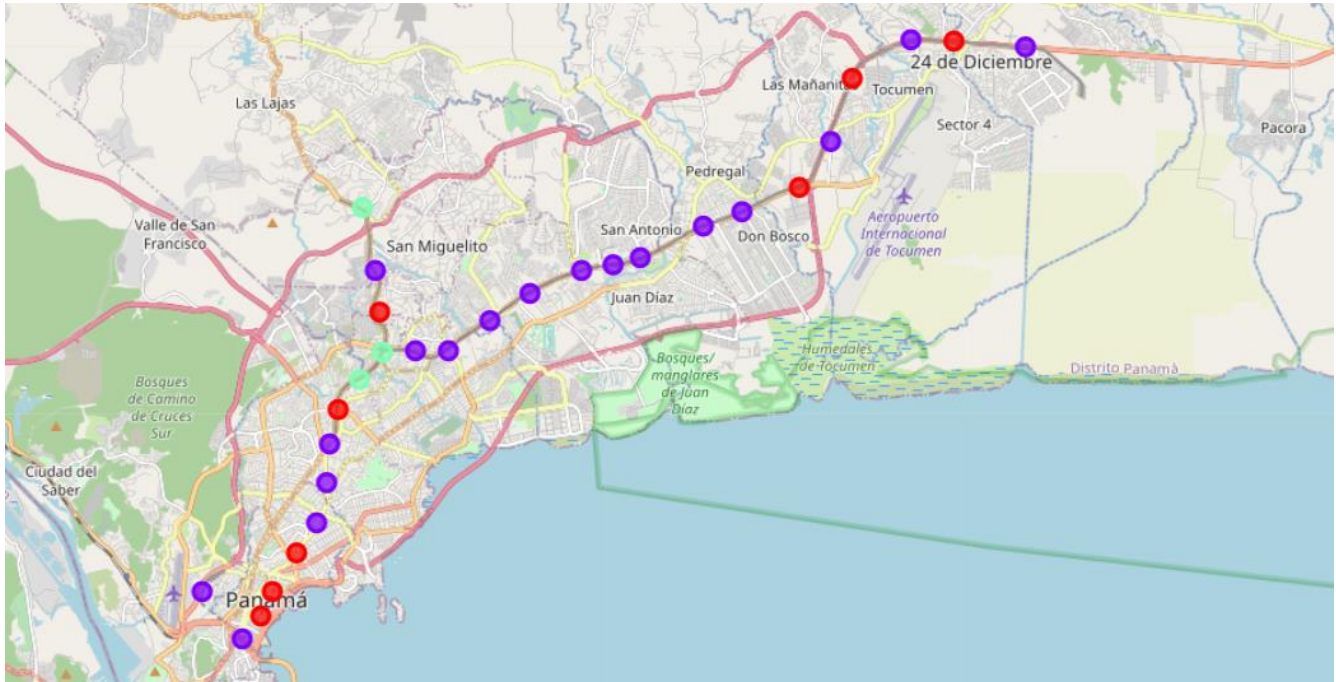 24 de Diciembre
Las Mañanita
Tocumen
Las Lajas
Sector 4
Pacora
Pedregal
Valle de San
Francisco
San Miguelito
San Antonio
Don Bosco
Aeropuerto
Internacional
de Tocumen
Juan Díaz
Bosques/
manglares
de Juan
Díaz
Humedales
de Tocumen
Distrito Panamá
Bosques
de Camino
de Cruces
Sur
Ciudad del
Saber
Panamá